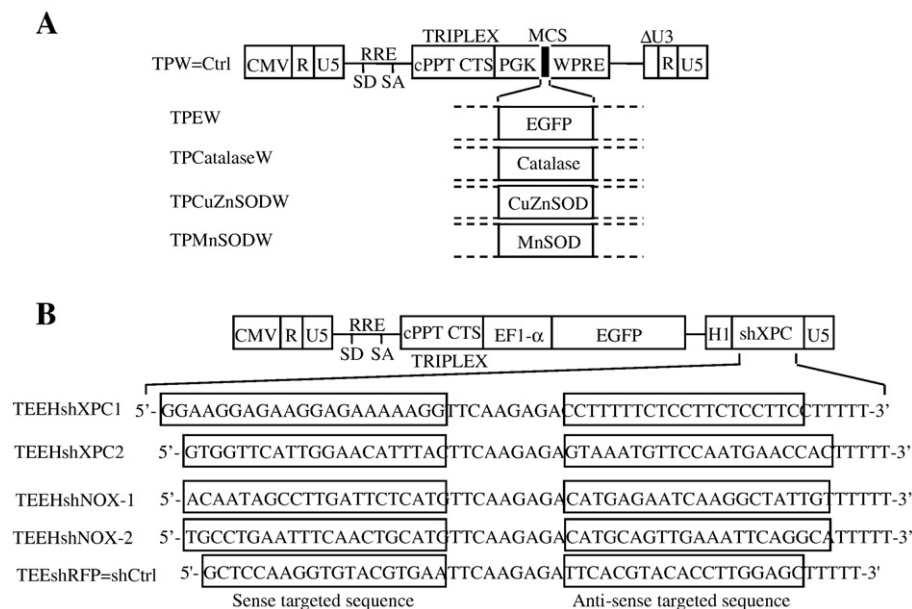 A
TRIPLEX MCS ΔU3
TPW=Ctrl CMV R U5 RRE SD SA cPPT CTS PGK WPRE R U5
TPEW EGFP
TPCatalaseW Catalase
TPCuZnSODW CuZnSOD
TPMnSODW MnSOD
B
CMV R U5 RRE SD SA cPPT CTS EF1-α EGFP H1 shXPC U5
TRIPLEX
TEEHshXPC1 5’-GGAAGGAGAAGGAGAAAAAGGTTCAAGAGACCTTTTTCTCCTTCTCCTTCCTTTTT-3’
TEEHshXPC2 5’-GTGGTTCATTGGAACATTTACTTCAAGAGAGTAAATGTTCCAATGAACCACTTTTT-3’
TEEHshNOX-1 5’-ACAATAGCCTTGATTCTCATGTTCAAGAGACATGAGAATCAAGGCTATTGTTTTTT-3’
TEEHshNOX-2 5’-TGCCTGAATTTCAACTGCATGTTCAAGAGACATGCAGTTGAAATTCAGGCATTTTT-3’
TEEshRFP=shCtrl 5'-GCTCCAAGGTGTACGTGAATTCAAGAGATTCACGTACACCTTGGAGCTTTTT-3'
Sense targeted sequence Anti-sense targeted sequence